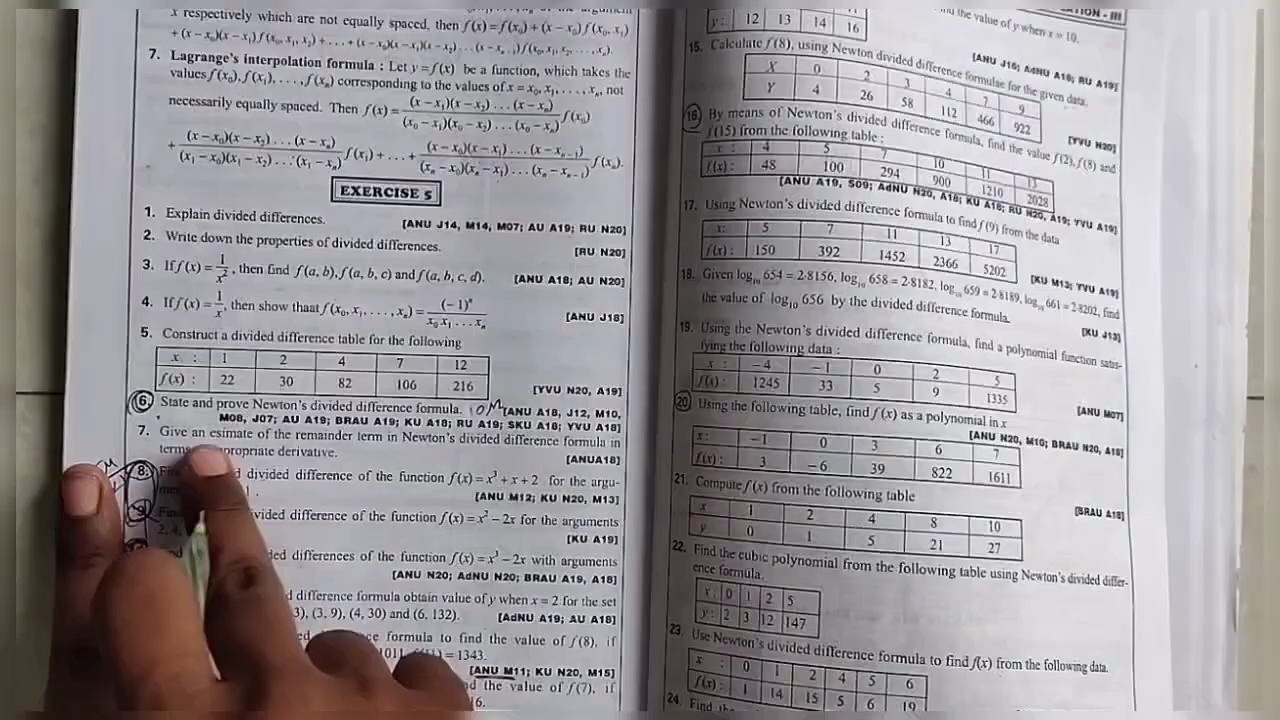 x respectively which are not equally spaced, then f(x) = f(x₀) + (x – x₀) f(x₀, x₁)
+ (x – x₀)(x – x₁) f(x₀, x₁, x₂) + ... + (x – x₀)(x – x₁)(x – x₂) ... (x – xₙ₋₁) f(x₀, x₁, x₂, ..., xₙ).
7. Lagrange's interpolation formula : Let y = f(x) be a function, which takes the
values f(x₀), f(x₁), ...., f(xₙ) corresponding to the values of x = x₀, x₁, ...., xₙ, not
necessarily equally spaced. Then f(x) = (x – x₁)(x – x₂) ... (x – xₙ) / (x₀ – x₁)(x₀ – x₂) ... (x₀ – xₙ) f(x₀)
+ (x – x₀)(x – x₂) ... (x – xₙ) / (x₁ – x₀)(x₁ – x₂) ... (x₁ – xₙ) f(x₁) + ... + (x – x₀)(x – x₁) ... (x – xₙ₋₁) / (xₙ – x₀)(xₙ – x₁) ... (xₙ – xₙ₋₁) f(xₙ).
EXERCISE 5
1. Explain divided differences. [ANU J14, M14, M07; AU A19; RU N20]
2. Write down the properties of divided differences. [RU N20]
3. If f(x) = 1/x², then find f(a, b), f(a, b, c) and f(a, b, c, d). [ANU A18; AU N20]
4. If f(x) = 1/x, then show thaat f(x₀, x₁, ...., xₙ) = (–1)ⁿ / x₀ x₁ ... xₙ [ANU J18]
5. Construct a divided difference table for the following
x : 1 2 4 7 12
f(x) : 22 30 82 106 216
[YVU N20, A19]
6. State and prove Newton's divided difference formula. 10M [ANU A18, J12, M10,
M08, J07; AU A19; BRAU A19; KU A18; RU A19; SKU A18; YVU A18]
7. Give an esimate of the remainder term in Newton's divided difference formula in
terms propriate derivative. [ANUA18]
8. divided difference of the function f(x) = x³ + x + 2 for the argu-
[ANU M12; KU N20, M13]
9. divided difference of the function f(x) = x² – 2x for the arguments
2, 4, [KU A19]
differences of the function f(x) = x³ – 2x with arguments
[ANU N20; AdNU N20; BRAU A19, A18]
difference formula obtain value of y when x = 2 for the set
3), (3, 9), (4, 30) and (6, 132). [AdNU A19; AU A18]
formula to find the value of f(8), if
= 1343.
[ANU M11; KU N20, M15]
the value of f(7), if
- III
the value of y when x = 10.
y : 12 13 14 16
[ANU J16; AdNU A18; RU A19]
15. Calculate f(8), using Newton divided difference formulae for the given data.
X 0 2 3 4 7 9
Y 4 26 58 112 466 922
[YVU N20]
16. By means of Newton's divided difference formula, find the value f(2), f(8) and
f(15) from the following table :
x : 4 5 7 10 11 13
f(x) : 48 100 294 900 1210 2028
[ANU A19, S09; AdNU N20, A18; KU A18; RU N20, A19; YVU A19]
17. Using Newton's divided difference formula to find f(9) from the data
x: 5 7 11 13 17
f(x) : 150 392 1452 2366 5202
[KU M13; YVU A19]
18. Given log₁₀ 654 = 2·8156, log₁₀ 658 = 2·8182, log₁₀ 659 = 2·8189, log₁₀ 661 = 2·8202, find
the value of log₁₀ 656 by the divided difference formula.
[KU J13]
19. Using the Newton's divided difference formula, find a polynomial function satis-
fying the following data :
x : –4 –1 0 2 5
f(x) : 1245 33 5 9 1335
[ANU M07]
20. Using the following table, find f(x) as a polynomial in x
[ANU N20, M10; BRAU N20, A18]
x: –1 0 3 6 7
f(x) : 3 –6 39 822 1611
21. Compute f(x) from the following table
[BRAU A18]
x 1 2 4 8 10
y 0 1 5 21 27
22. Find the cubic polynomial from the following table using Newton's divided differ-
ence formula.
x: 0 1 2 5
y: 2 3 12 147
23. Use Newton's divided difference formula to find f(x) from the following data.
x : 0 1 2 4 5 6
f(x) : 1 14 15 5 6 19
24. Find the